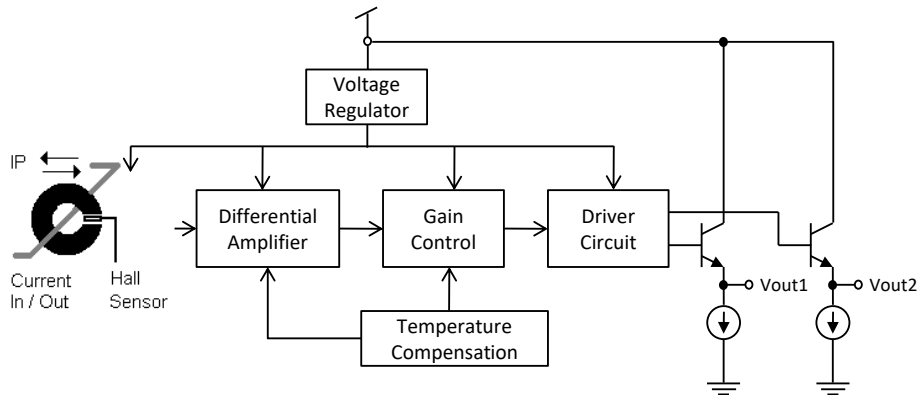 Voltage
Regulator
IP
Differential
Amplifier
Gain
Control
Driver
Circuit
Current
In / Out
Hall
Sensor
Vout1
Vout2
Temperature
Compensation